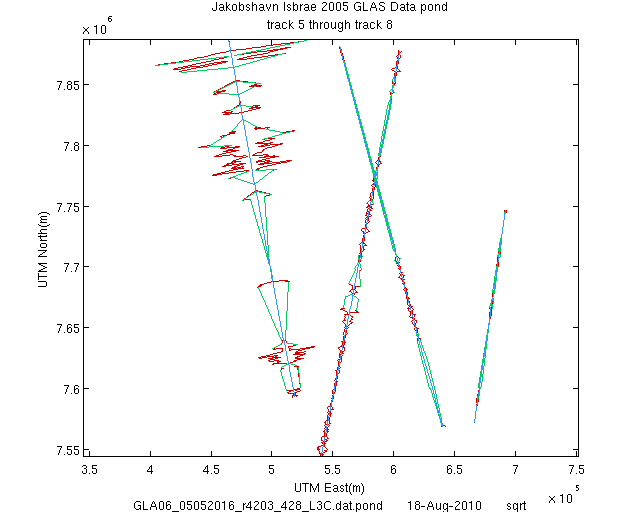 Jakobshavn Isbrae 2005 GLAS Data pond
track 5 through track 8
x 10^6
7.85
7.8
7.75
7.7
7.65
7.6
7.55
UTM North(m)
3.5 4 4.5 5 5.5 6 6.5 7 7.5
UTM East(m)
x 10^5
GLA06_05052016_r4203_428_L3C.dat.pond 18-Aug-2010 sqrt